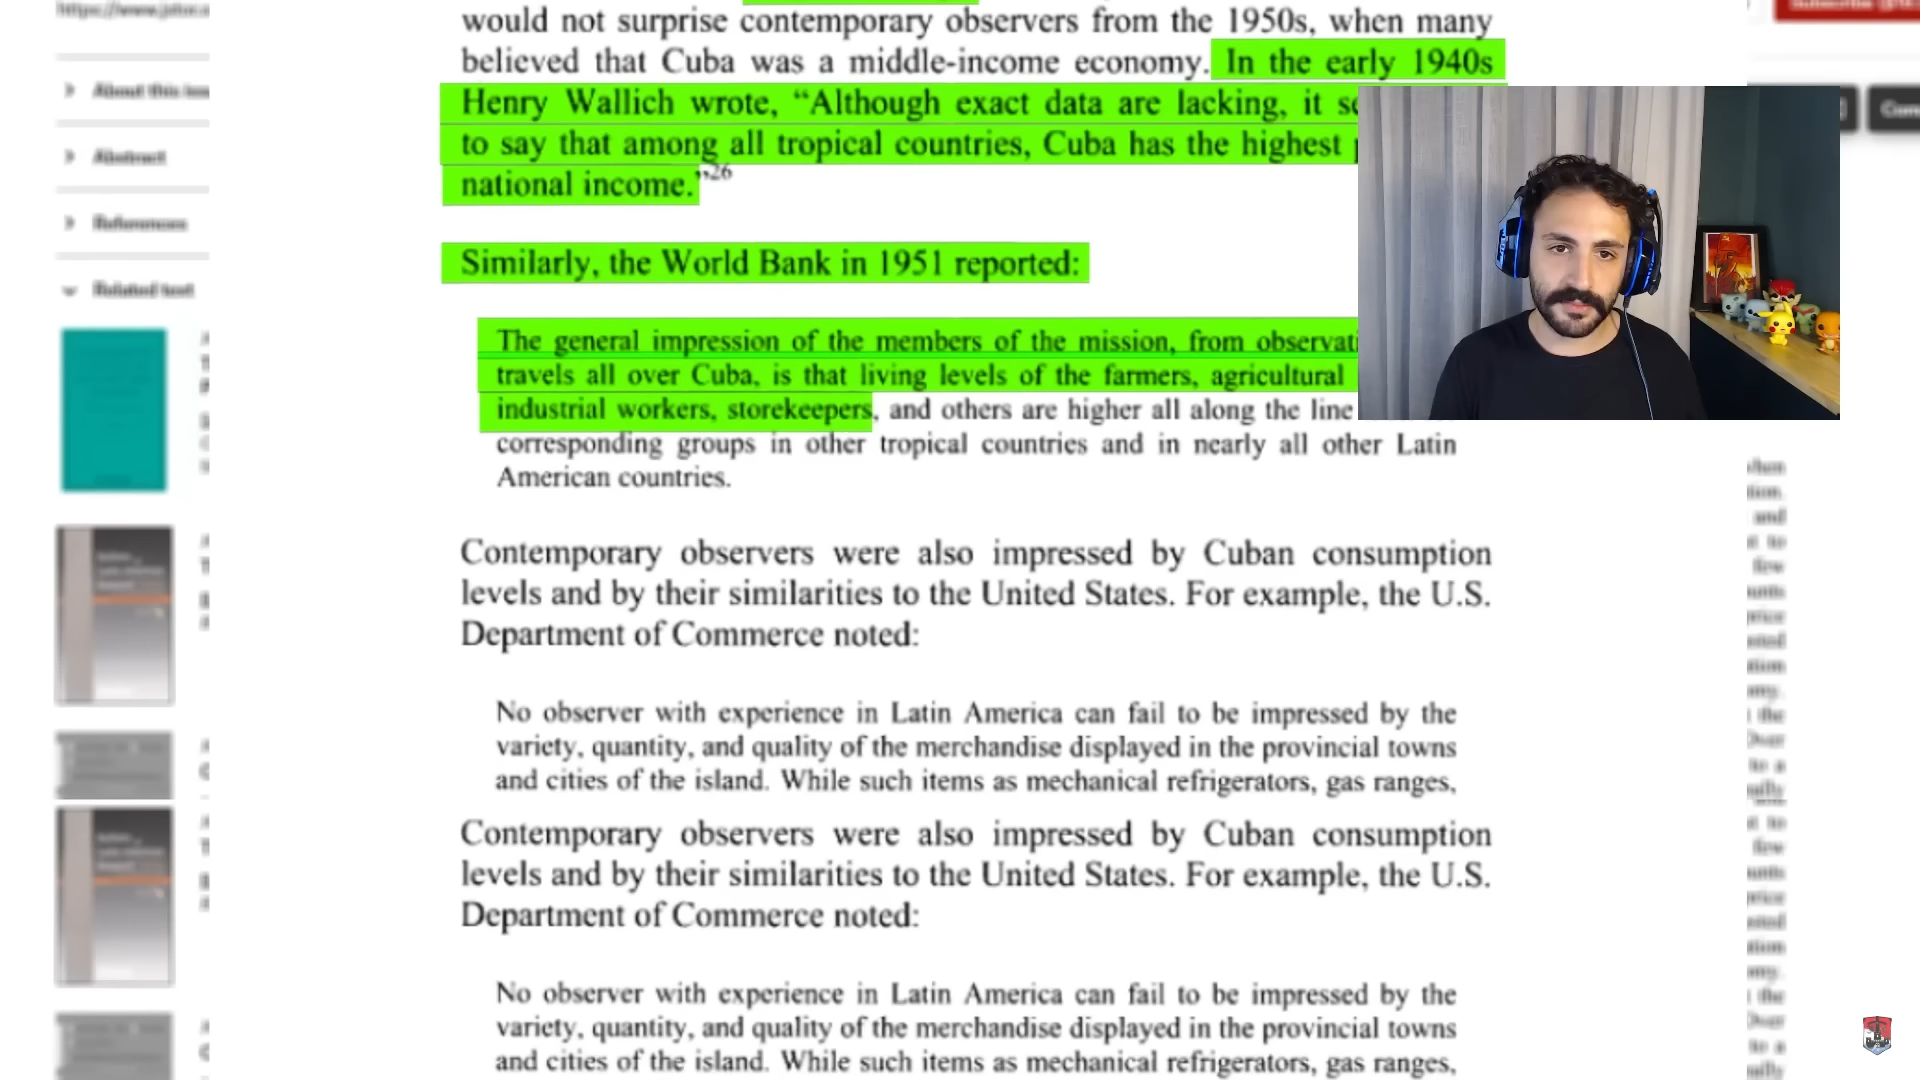 would not surprise contemporary observers from the 1950s, when many
believed that Cuba was a middle-income economy. In the early 1940s
Henry Wallich wrote, “Although exact data are lacking, it
to say that among all tropical countries, Cuba has the highest
national income.”26
Similarly, the World Bank in 1951 reported:
The general impression of the members of the mission, from
travels all over Cuba, is that living levels of the farmers, agricultural
industrial workers, storekeepers, and others are higher all along the line
corresponding groups in other tropical countries and in nearly all other Latin
American countries.
Contemporary observers were also impressed by Cuban consumption
levels and by their similarities to the United States. For example, the U.S.
Department of Commerce noted:
No observer with experience in Latin America can fail to be impressed by the
variety, quantity, and quality of the merchandise displayed in the provincial towns
and cities of the island. While such items as mechanical refrigerators, gas ranges,
Contemporary observers were also impressed by Cuban consumption
levels and by their similarities to the United States. For example, the U.S.
Department of Commerce noted:
No observer with experience in Latin America can fail to be impressed by the
variety, quantity, and quality of the merchandise displayed in the provincial towns
and cities of the island. While such items as mechanical refrigerators, gas ranges,
About this
Abstract
References
Related text